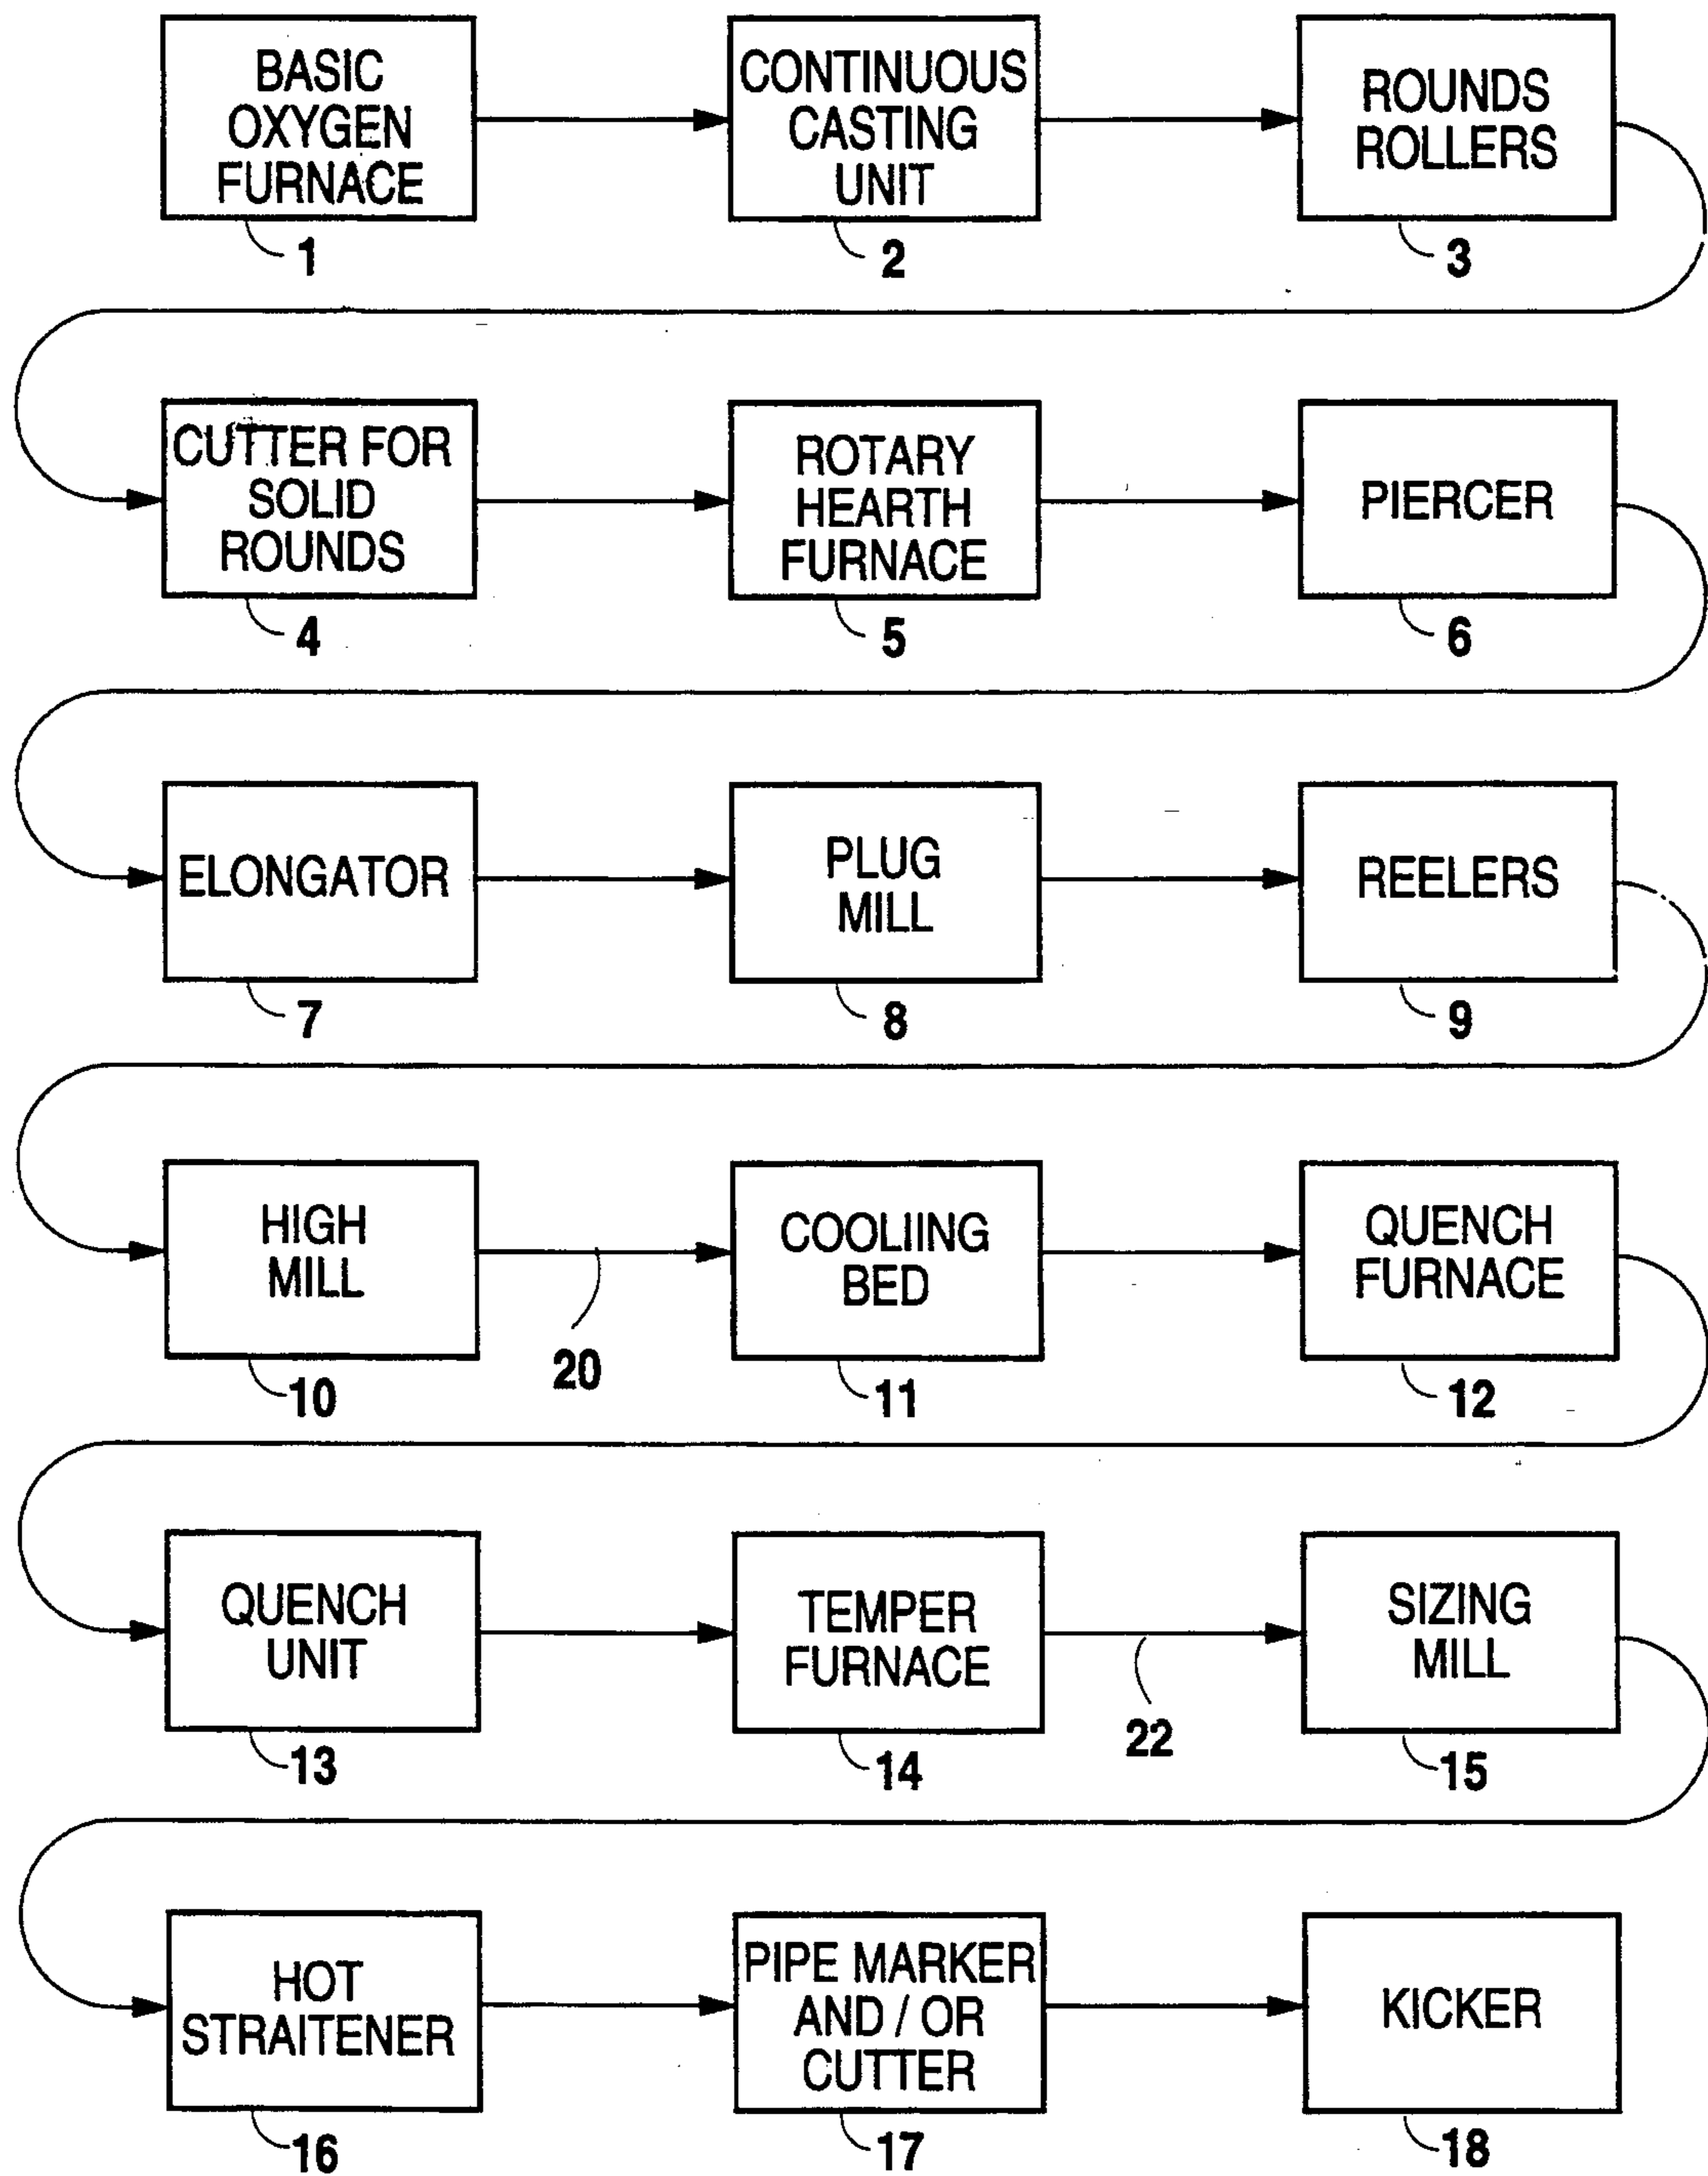 BASIC
OXYGEN
FURNACE
1
CONTINUOUS
CASTING
UNIT
2
ROUNDS
ROLLERS
3
CUTTER FOR
SOLID
ROUNDS
4
ROTARY
HEARTH
FURNACE
5
PIERCER
6
ELONGATOR
7
PLUG
MILL
8
REELERS
9
HIGH
MILL
10
20
COOLIING
BED
11
QUENCH
FURNACE
12
QUENCH
UNIT
13
TEMPER
FURNACE
14
22
SIZING
MILL
15
HOT
STRAITENER
16
PIPE MARKER
AND / OR
CUTTER
17
KICKER
18